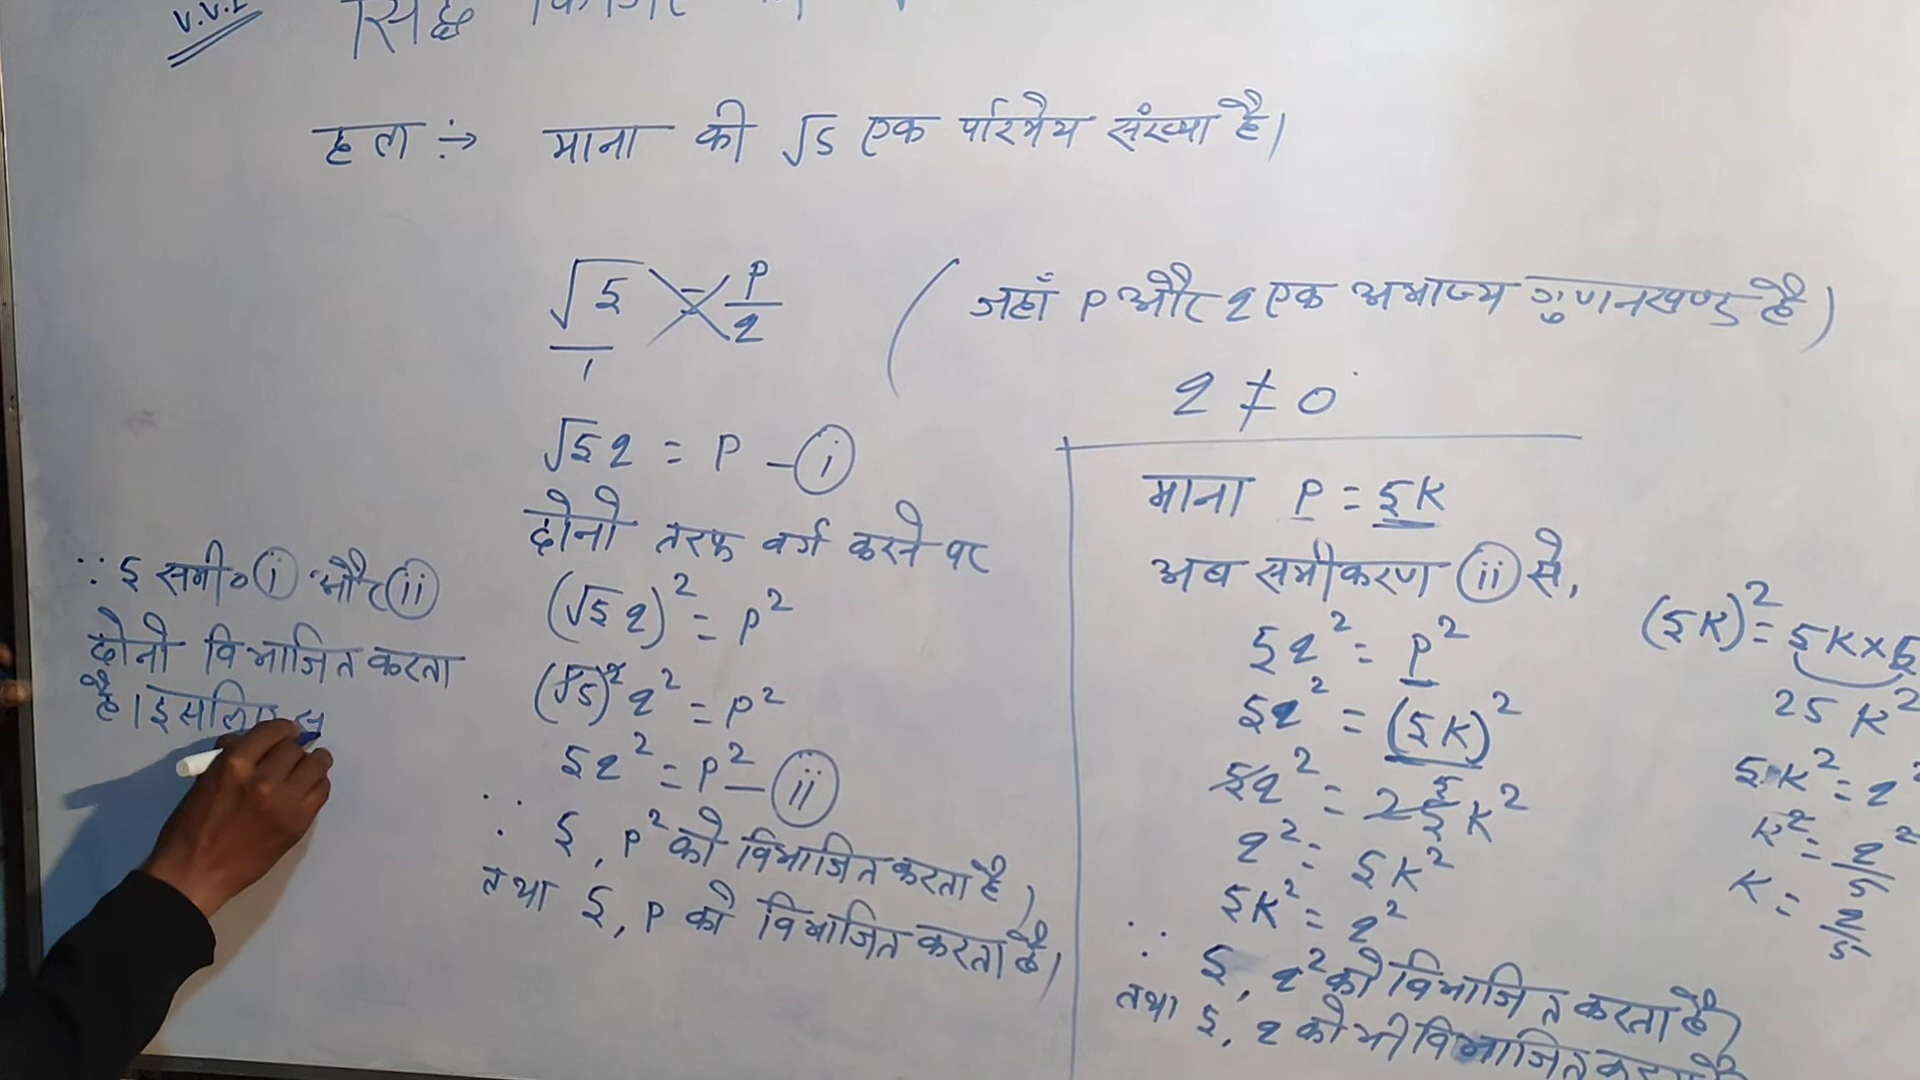 V.V.I
सिद्ध
हल :→ माना की √5 एक परिमेय संख्या है।
√5/1 = p/q (जहाँ p और q एक अभाज्य गुणनखण्ड है)
q ≠ 0
√5q = p – (i)
दोनो तरफ वर्ग करने पर
(√5q)² = p²
(√5)² q² = p²
5q² = p² – (ii)
∵ 5, p² को विभाजित करता है,
तथा 5, p को विभाजित करता है।
माना p = 5K
अब समीकरण (ii) से,
5q² = p²
5q² = (5K)²
5q² = 25K²
5
q² = 5K²
5K² = q²
∵ 5, q² को विभाजित करता है,
तथा 5, q को भी विभाजित
(5K)² = 5K×5
25K²
5K² = q²
K² = q²/5
K = q/5
∵ 5 समी० (i) और (ii)
दोनो विभाजित करता
है। इसलिए